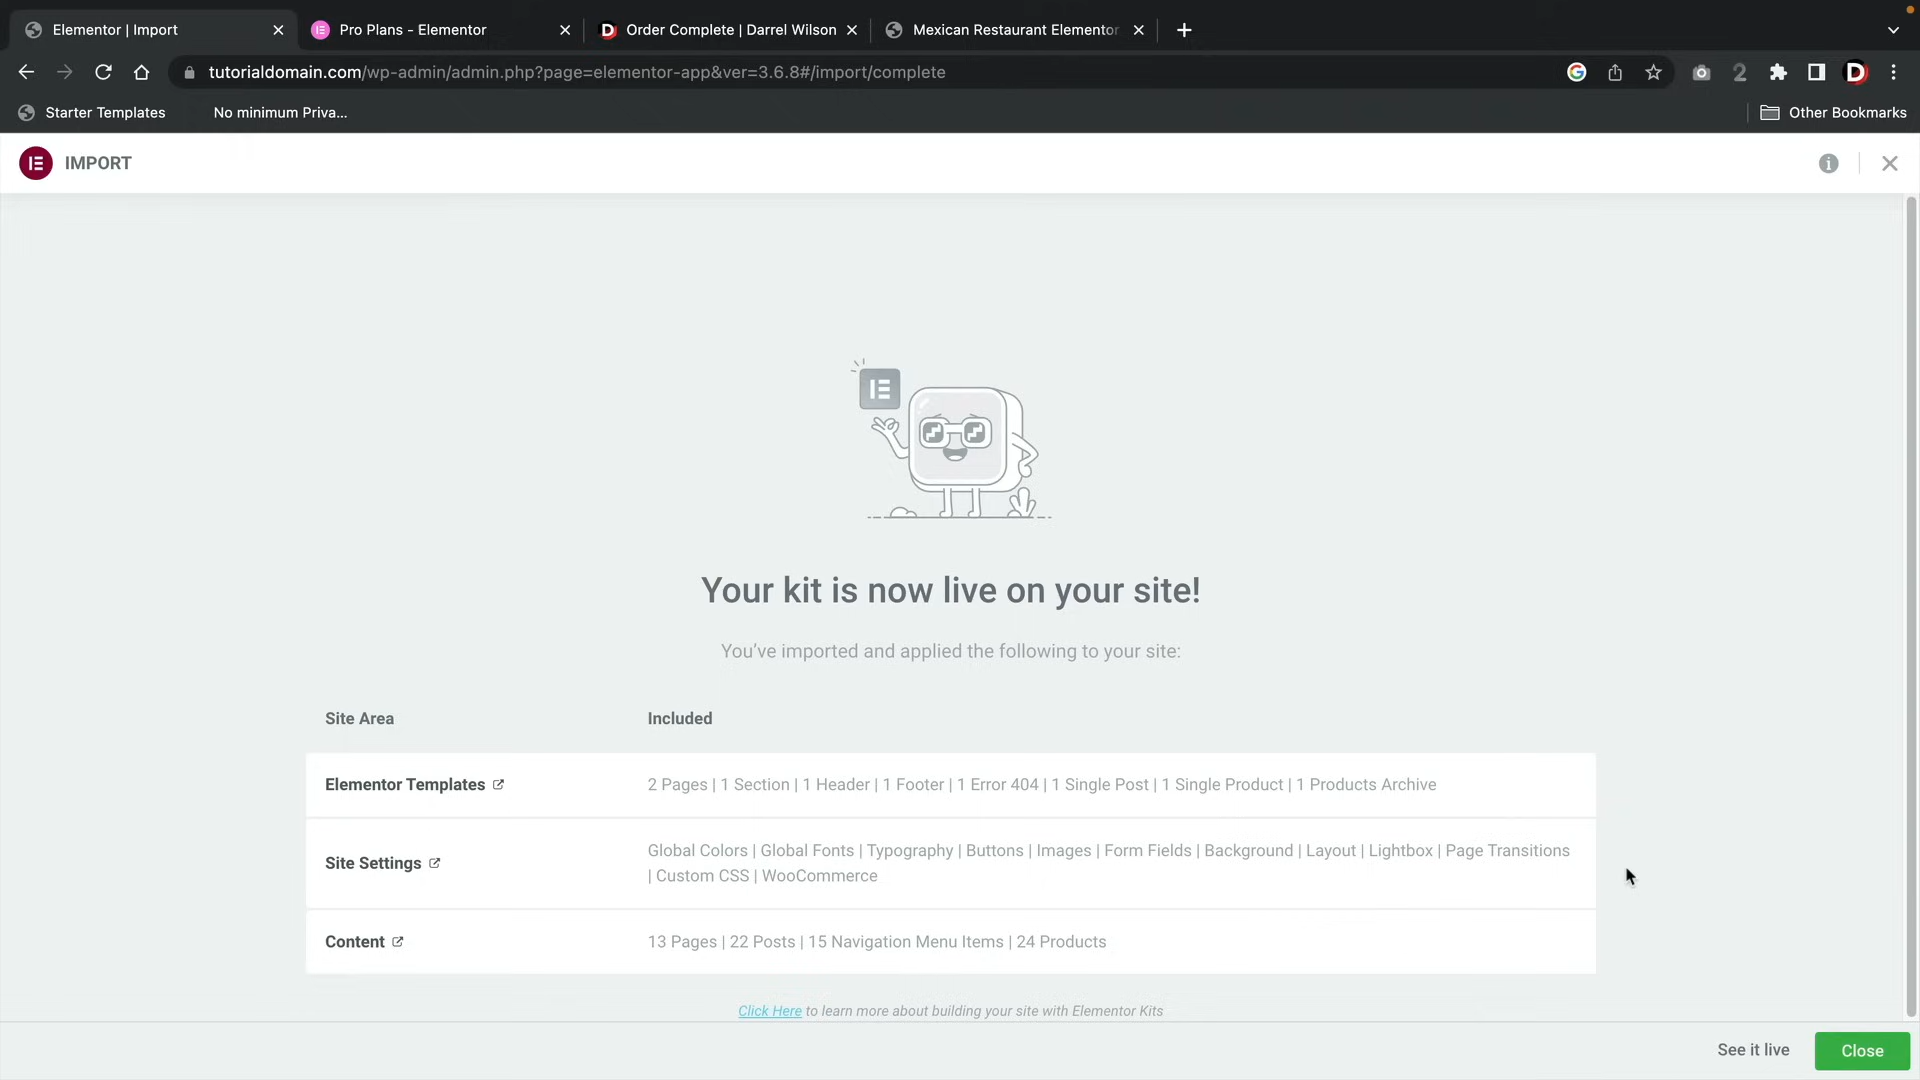 Elementor | Import
Pro Plans - Elementor
Order Complete | Darrel Wilson
Mexican Restaurant Elementor
tutorialdomain.com/wp-admin/admin.php?page=elementor-app&ver=3.6.8#/import/complete
Starter Templates
No minimum Priva...
Other Bookmarks
IMPORT
Your kit is now live on your site!
You've imported and applied the following to your site:
Site Area
Included
Elementor Templates
2 Pages | 1 Section | 1 Header | 1 Footer | 1 Error 404 | 1 Single Post | 1 Single Product | 1 Products Archive
Site Settings
Global Colors | Global Fonts | Typography | Buttons | Images | Form Fields | Background | Layout | Lightbox | Page Transitions
| Custom CSS | WooCommerce
Content
13 Pages | 22 Posts | 15 Navigation Menu Items | 24 Products
Click Here to learn more about building your site with Elementor Kits
See it live
Close